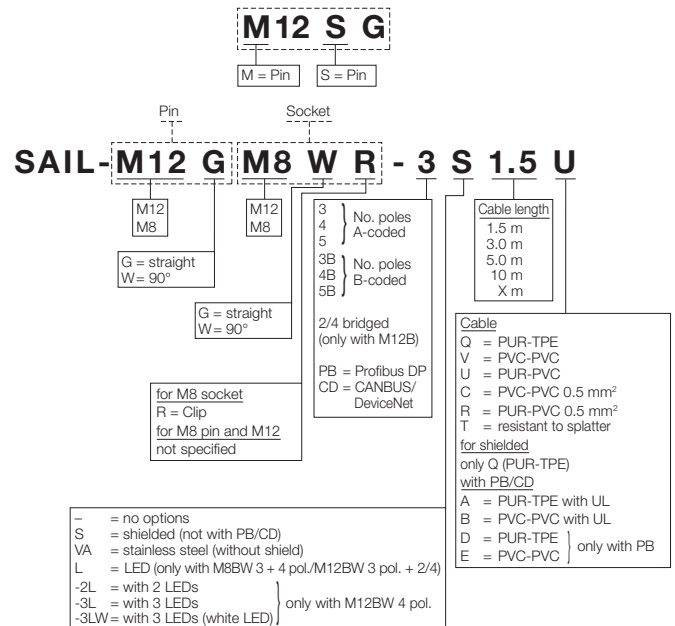 M12 S G
M = Pin
S = Pin
Pin
Socket
SAIL-M12 G M8 W R - 3 S 1.5 U
M12
M8
G = straight
W = 90°
M12
M8
G = straight
W = 90°
for M8 socket
R = Clip
for M8 pin and M12
not specified
3
4
5
No. poles
A-coded
3B
4B
5B
No. poles
B-coded
2/4 bridged
(only with M12B)
PB = Profibus DP
CD = CANBUS/
DeviceNet
Cable length
1.5 m
3.0 m
5.0 m
10 m
X m
Cable
Q = PUR-TPE
V = PVC-PVC
U = PUR-PVC
C = PVC-PVC 0.5 mm²
R = PUR-PVC 0.5 mm²
T = resistant to splatter
for shielded
only Q (PUR-TPE)
with PB/CD
A = PUR-TPE with UL
B = PVC-PVC with UL
D = PUR-TPE
E = PVC-PVC
only with PB
– = no options
S = shielded (not with PB/CD)
VA = stainless steel (without shield)
L = LED (only with M8BW 3 + 4 pol./M12BW 3 pol. + 2/4)
-2L = with 2 LEDs
-3L = with 3 LEDs
-3LW = with 3 LEDs (white LED)
only with M12BW 4 pol.